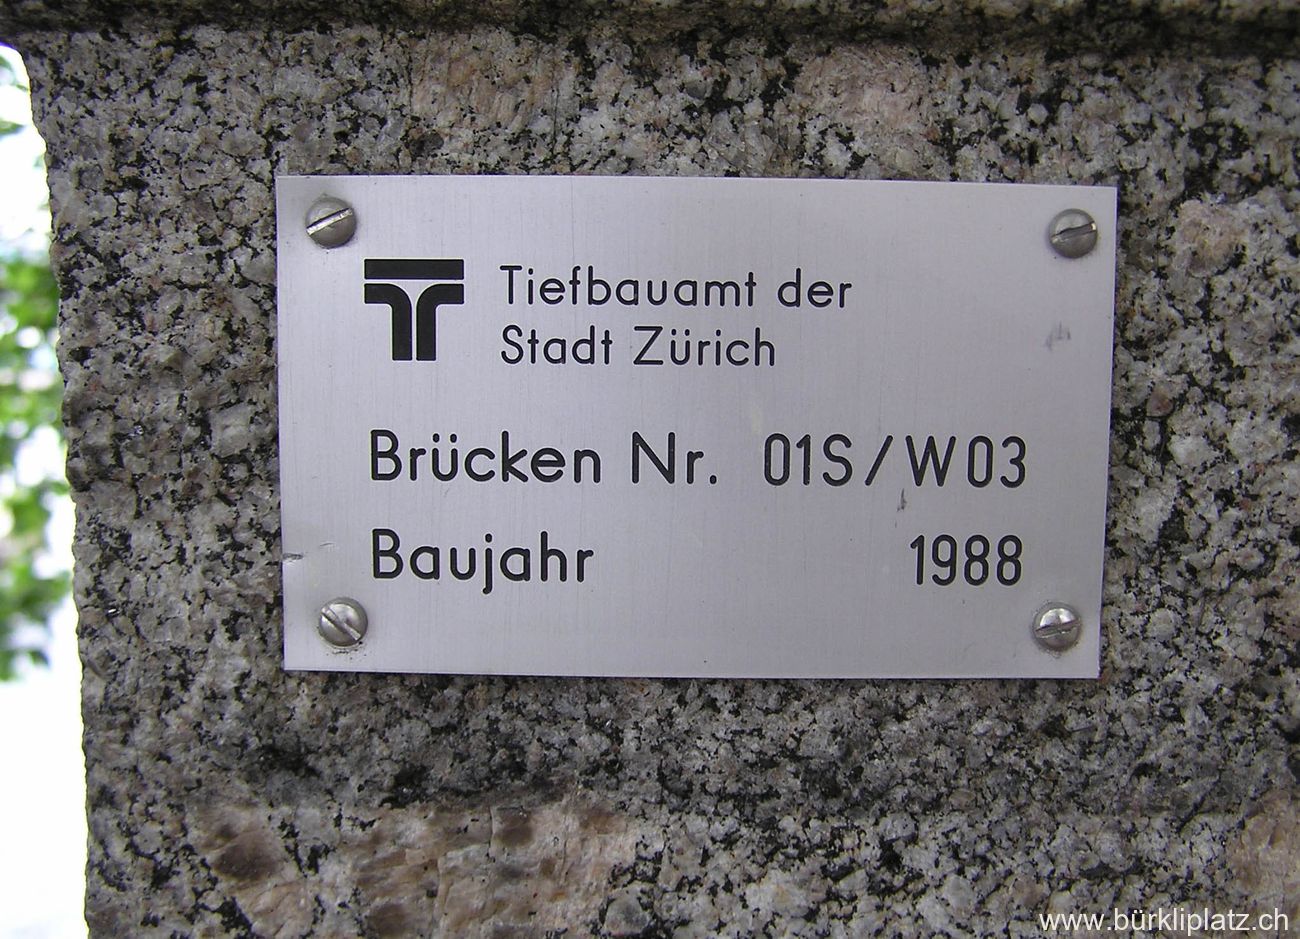 Tiefbauamt der
Stadt Zürich
Brücken Nr. 01S/W03
Baujahr 1988
www.bürkliplatz.ch